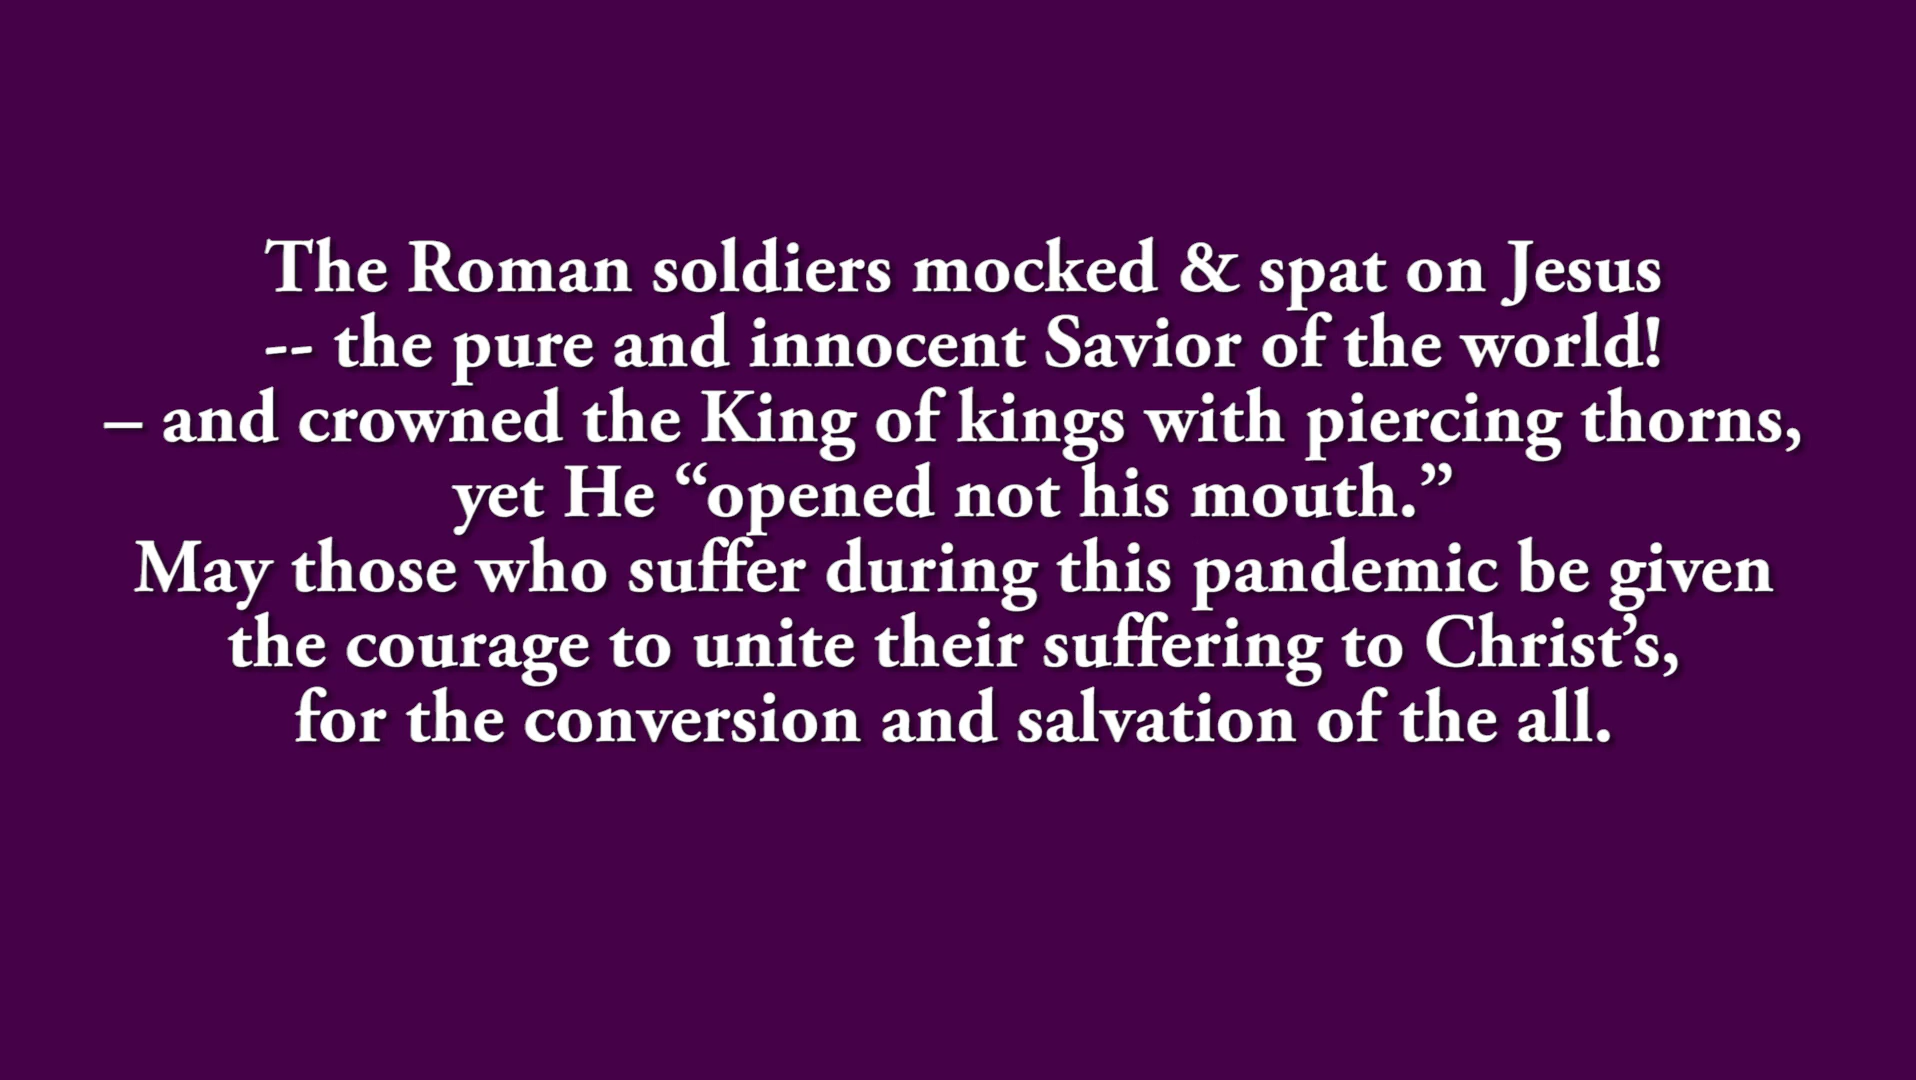 The Roman soldiers mocked & spat on Jesus
-- the pure and innocent Savior of the world!
– and crowned the King of kings with piercing thorns,
yet He “opened not his mouth.”
May those who suffer during this pandemic be given
the courage to unite their suffering to Christ’s,
for the conversion and salvation of the all.